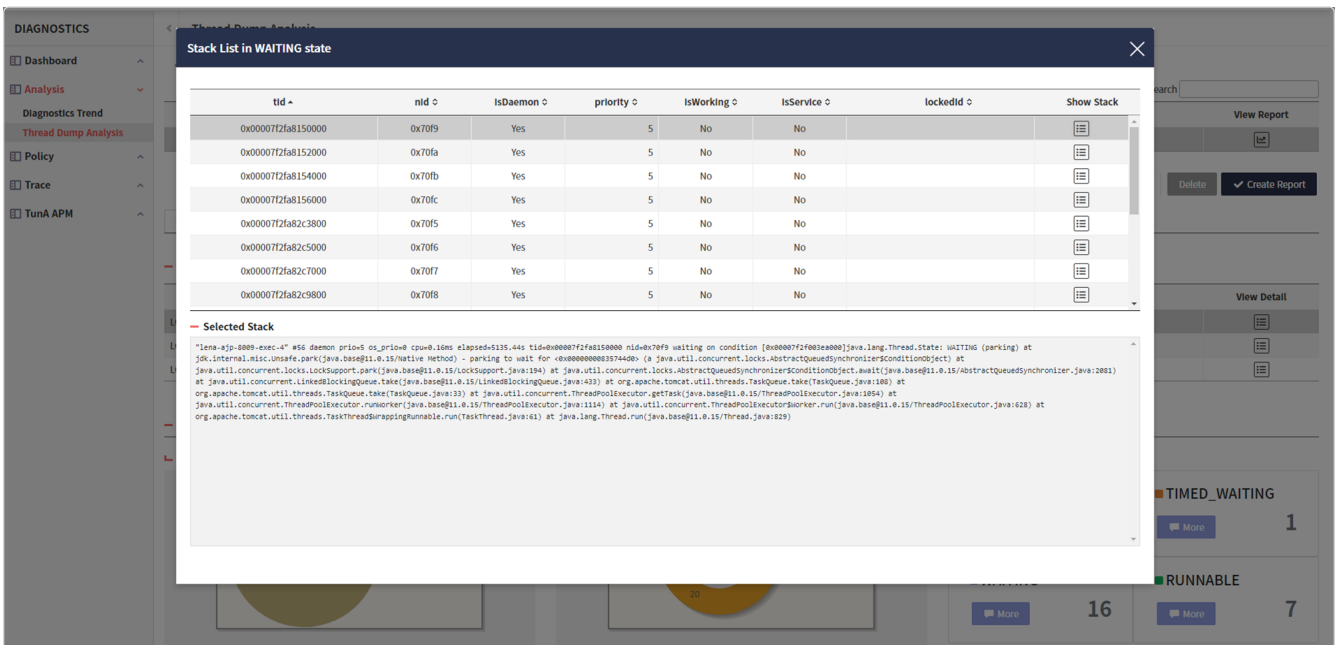 DIAGNOSTICS
Dashboard
Analysis
Diagnostics Trend
Thread Dump Analysis
Policy
Trace
TunA APM
Thread Dump Analysis
Stack List in WAITING state
tid nid IsDaemon priority IsWorking IsService lockedId Show Stack
0x00007f2fa8150000 0x70f9 Yes 5 No No
0x00007f2fa8152000 0x70fa Yes 5 No No
0x00007f2fa8154000 0x70fb Yes 5 No No
0x00007f2fa8156000 0x70fc Yes 5 No No
0x00007f2fa82c3800 0x70f5 Yes 5 No No
0x00007f2fa82c5000 0x70f6 Yes 5 No No
0x00007f2fa82c7000 0x70f7 Yes 5 No No
0x00007f2fa82c9800 0x70f8 Yes 5 No No
Selected Stack
"lena-ajp-8009-exec-4" #56 daemon prio=5 os_prio=0 cpu=0.16ms elapsed=5135.44s tid=0x00007f2fa8150000 nid=0x70f9 waiting on condition [0x00007f2f003ea000]java.lang.Thread.State: WAITING (parking) at
jdk.internal.misc.Unsafe.park(java.base@11.0.15/Native Method) - parking to wait for <0x00000000835744d0> (a java.util.concurrent.locks.AbstractQueuedSynchronizer$ConditionObject) at
java.util.concurrent.locks.LockSupport.park(java.base@11.0.15/LockSupport.java:194) at java.util.concurrent.locks.AbstractQueuedSynchronizer$ConditionObject.await(java.base@11.0.15/AbstractQueuedSynchronizer.java:2081)
at java.util.concurrent.LinkedBlockingQueue.take(java.base@11.0.15/LinkedBlockingQueue.java:433) at org.apache.tomcat.util.threads.TaskQueue.take(TaskQueue.java:108) at
org.apache.tomcat.util.threads.TaskQueue.take(TaskQueue.java:33) at java.util.concurrent.ThreadPoolExecutor.getTask(java.base@11.0.15/ThreadPoolExecutor.java:1054) at
java.util.concurrent.ThreadPoolExecutor.runWorker(java.base@11.0.15/ThreadPoolExecutor.java:1114) at java.util.concurrent.ThreadPoolExecutor$Worker.run(java.base@11.0.15/ThreadPoolExecutor.java:628) at
org.apache.tomcat.util.threads.TaskThread$WrappingRunnable.run(TaskThread.java:61) at java.lang.Thread.run(java.base@11.0.15/Thread.java:829)
earch
View Report
Delete
Create Report
View Detail
TIMED_WAITING
More 1
20
More 16
RUNNABLE
More 7